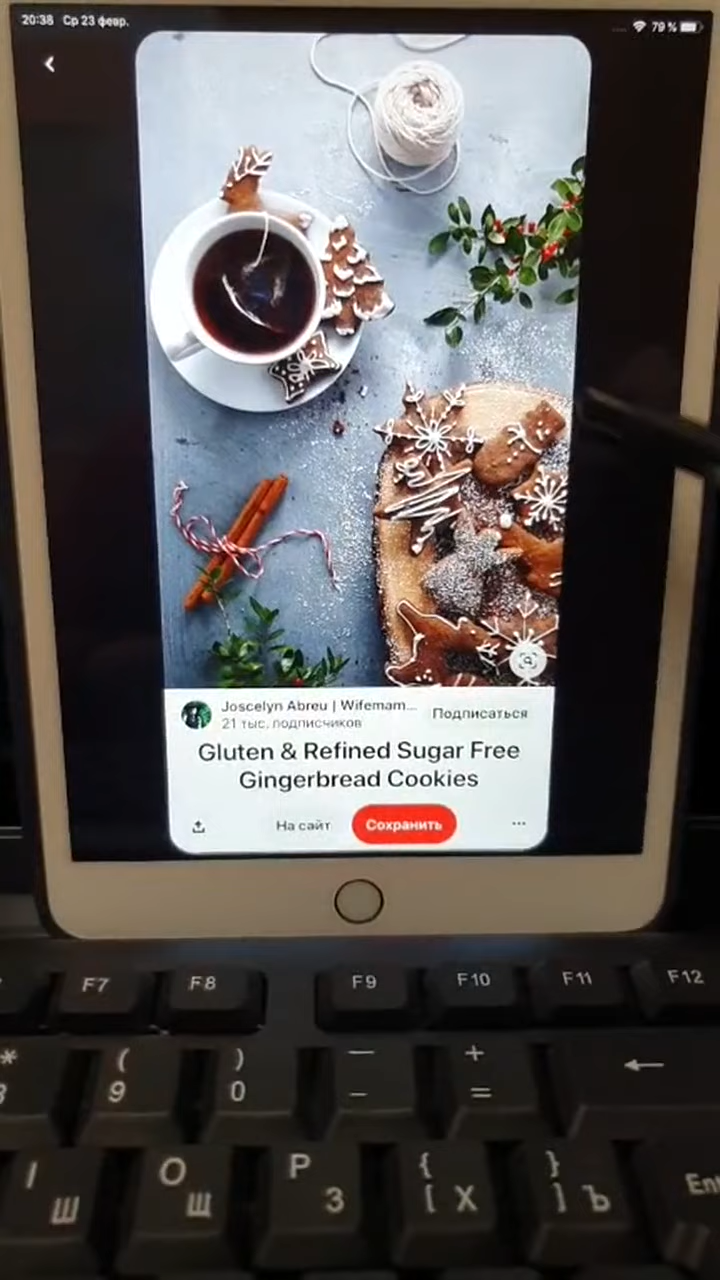 20:38 Ср 23 февр.
79 %
Joscelyn Abreu | Wifemam...
21 тыс. подписчиков
Подписаться
Gluten & Refined Sugar Free
Gingerbread Cookies
На сайт
Сохранить
...
F7 F8 F9 F10 F11 F12
* ( ) — +
8 9 0 - = ←
I O P { }
Ш Щ З [ Х ] Ъ